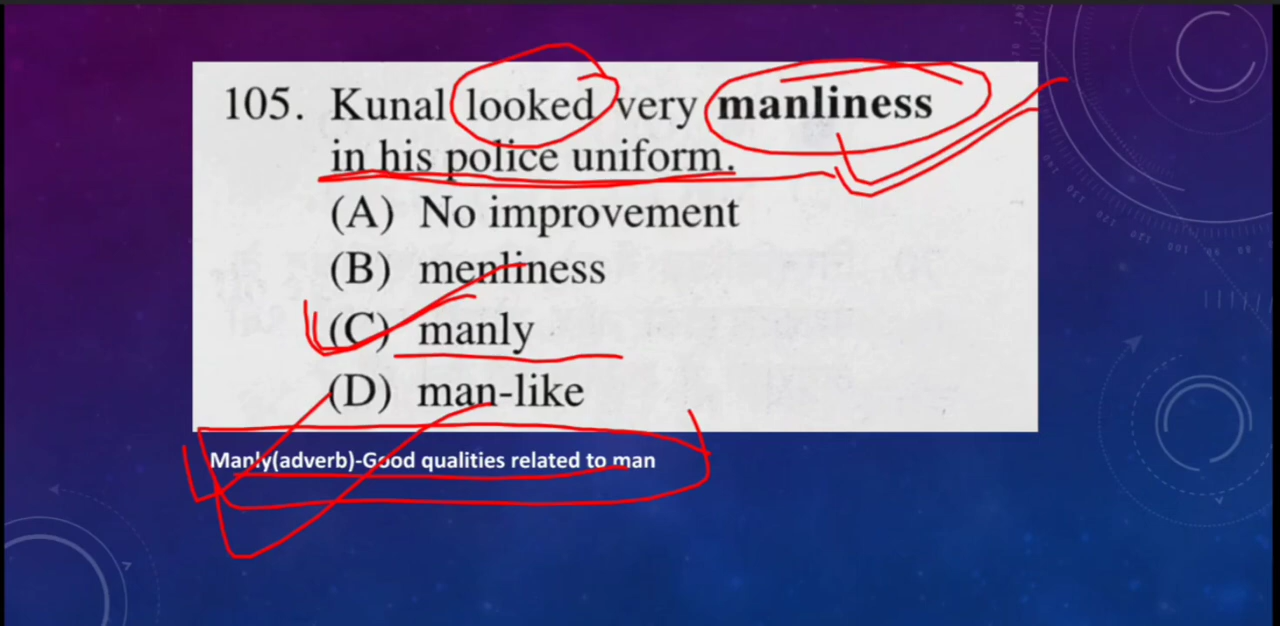 105. Kunal looked very manliness
in his police uniform.
(A) No improvement
(B) menliness
(C) manly
(D) man-like
Manly(adverb)-Good qualities related to man